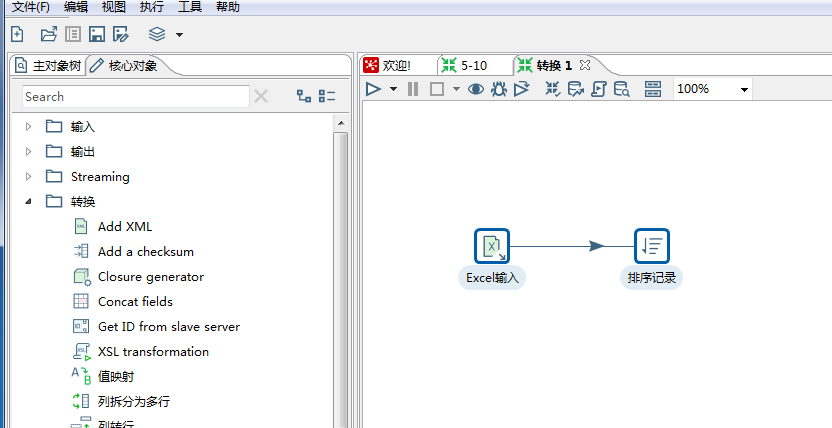 文件(F) 编辑 视图 执行 工具 帮助
主对象树 核心对象
欢迎! 5-10 转换 1
Search
100%
输入
输出
Streaming
转换
Add XML
Add a checksum
Closure generator
Concat fields
Get ID from slave server
XSL transformation
值映射
列拆分为多行
列转行
Excel输入 排序记录